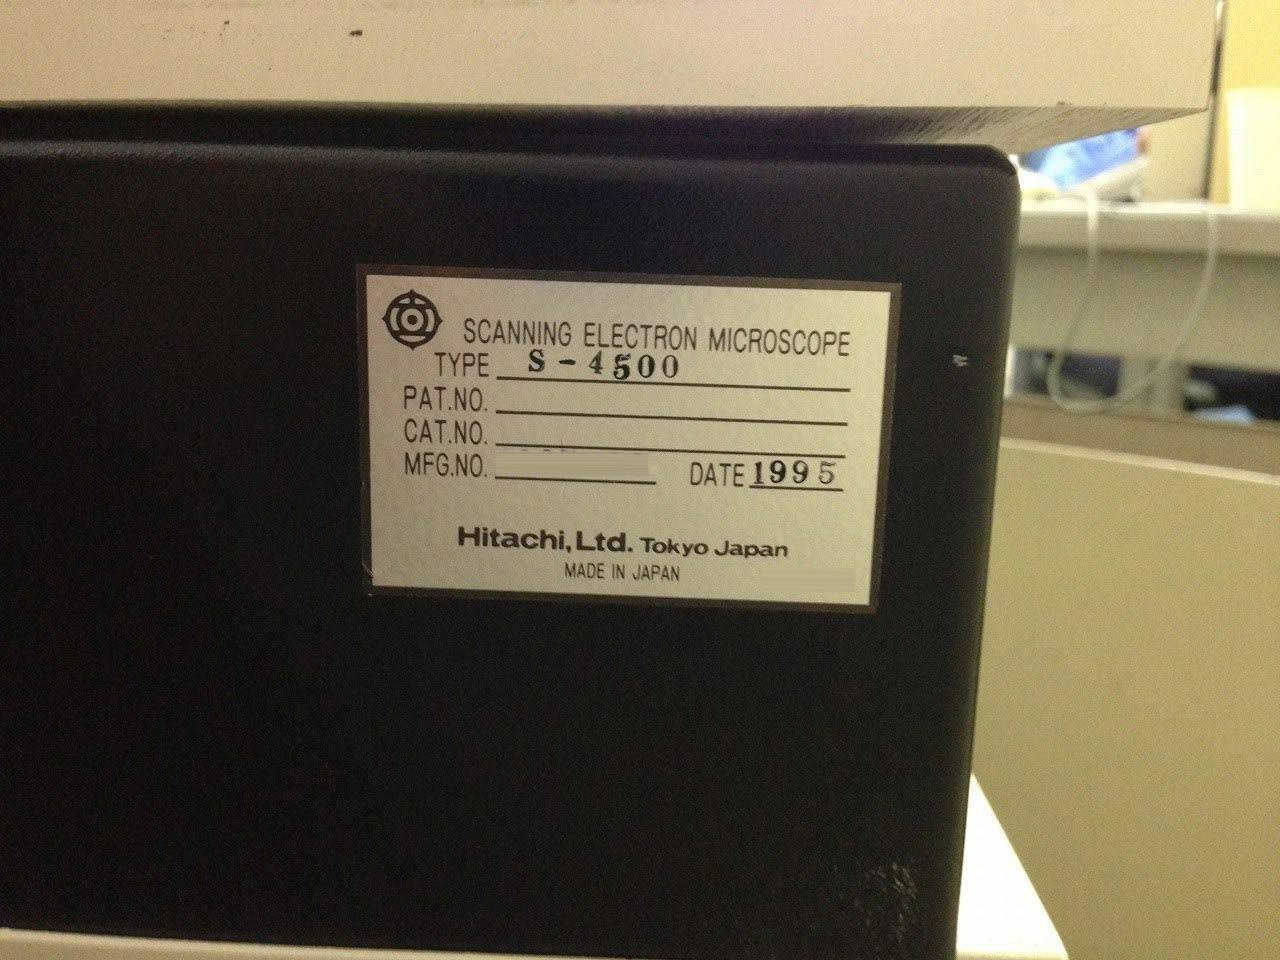 SCANNING ELECTRON MICROSCOPE
TYPE S-4500
PAT.NO.
CAT.NO.
MFG.NO. DATE 1995
Hitachi, Ltd. Tokyo Japan
MADE IN JAPAN